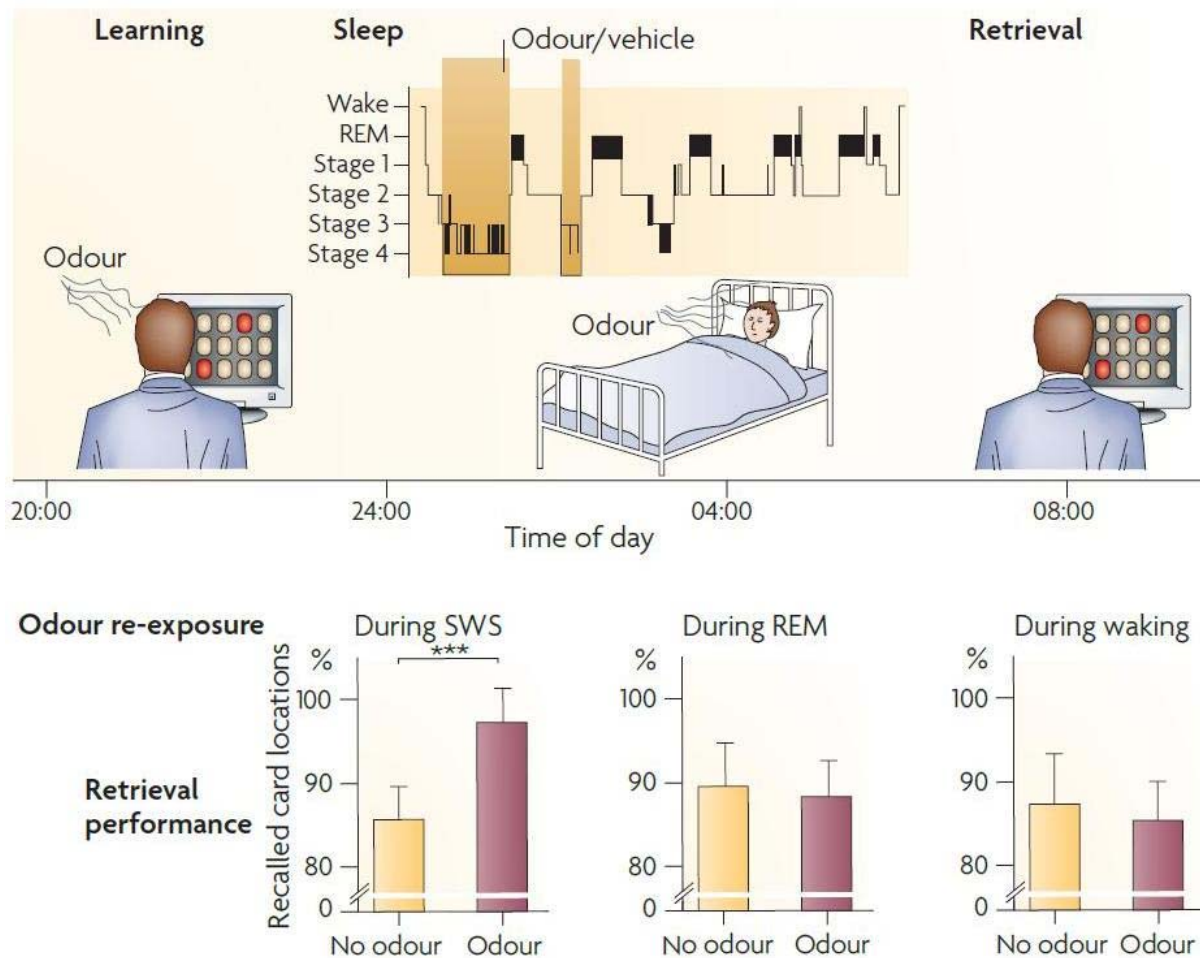 Learning
Sleep
Odour/vehicle
Retrieval
Wake
REM
Stage 1
Stage 2
Stage 3
Stage 4
Odour
Odour
20:00
24:00
04:00
08:00
Time of day
Odour re-exposure
During SWS
During REM
During waking
Retrieval
performance
Recalled card locations
%
***
100
90
80
0
No odour
Odour
%
100
90
80
0
No odour
Odour
%
100
90
80
0
No odour
Odour